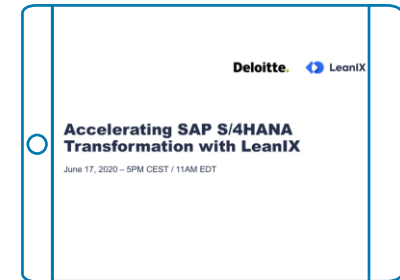 Deloitte. LeanIX
Accelerating SAP S/4HANA
Transformation with LeanIX
June 17, 2020 – 5PM CEST / 11AM EDT